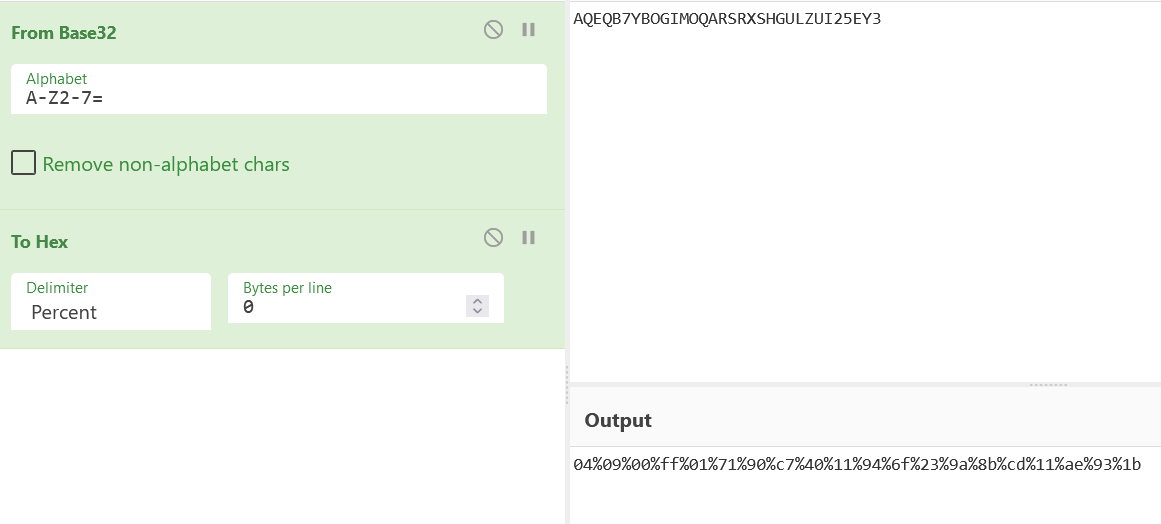 From Base32
Alphabet
A-Z2-7=
Remove non-alphabet chars
To Hex
Delimiter
Percent
Bytes per line
0
AQEQB7YBOGIMOQARSRXSHGULZUI25EY3
Output
04%09%00%ff%01%71%90%c7%40%11%94%6f%23%9a%8b%cd%11%ae%93%1b